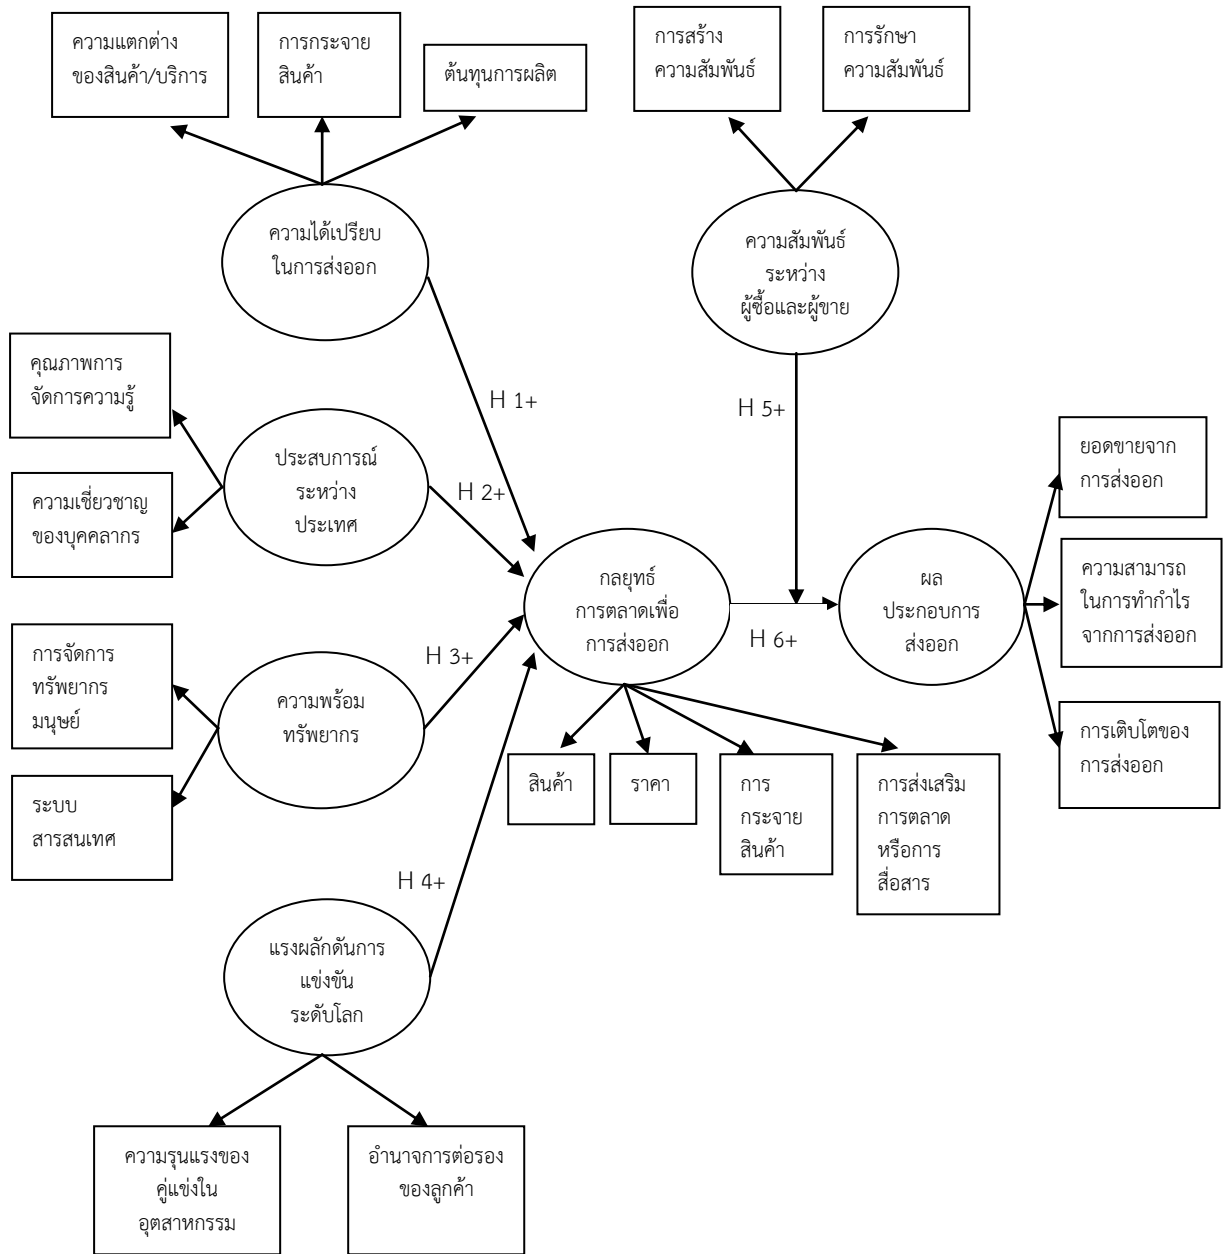 ความแตกต่าง
ของสินค้า/บริการ
การกระจาย
สินค้า
ต้นทุนการผลิต
การสร้าง
ความสัมพันธ์
การรักษา
ความสัมพันธ์
ความได้เปรียบ
ในการส่งออก
ความสัมพันธ์
ระหว่าง
ผู้ซื้อและผู้ขาย
คุณภาพการ
จัดการความรู้
H 1+
H 5+
ประสบการณ์
ระหว่าง
ประเทศ
H 2+
ความเชี่ยวชาญ
ของบุคคลากร
ยอดขายจาก
การส่งออก
กลยุทธ์
การตลาดเพื่อ
การส่งออก
H 6+
ผล
ประกอบการ
ส่งออก
ความสามารถ
ในการทำกำไร
จากการส่งออก
การจัดการ
ทรัพยากร
มนุษย์
H 3+
ความพร้อม
ทรัพยากร
การเติบโตของ
การส่งออก
ระบบ
สารสนเทศ
สินค้า
ราคา
การ
กระจาย
สินค้า
การส่งเสริม
การตลาด
หรือการ
สื่อสาร
H 4+
แรงผลักดันการ
แข่งขัน
ระดับโลก
ความรุนแรงของ
คู่แข่งใน
อุตสาหกรรม
อำนาจการต่อรอง
ของลูกค้า